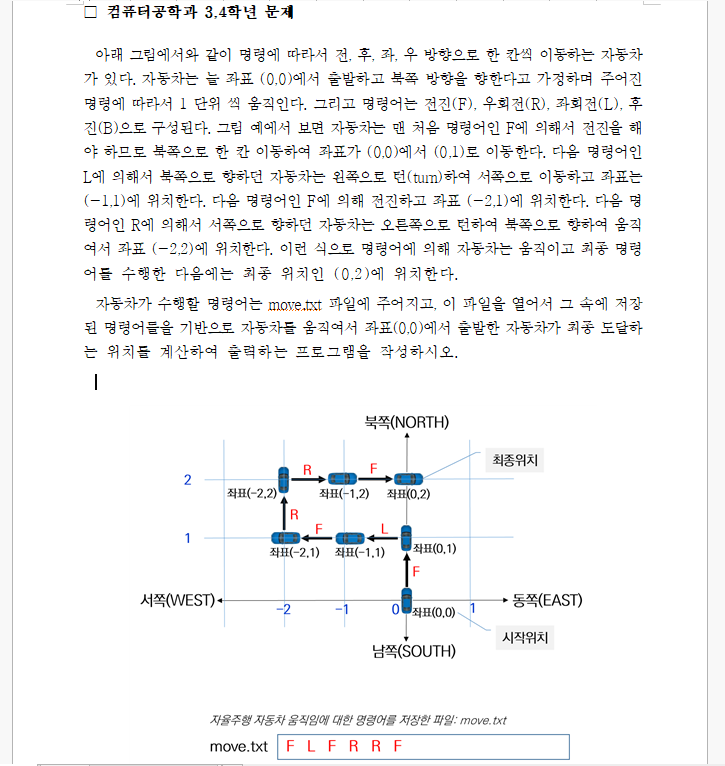 □ 컴퓨터공학과 3,4학년 문제
아래 그림에서와 같이 명령에 따라서 전, 후, 좌, 우 방향으로 한 칸씩 이동하는 자동차
가 있다. 자동차는 늘 좌표 (0,0)에서 출발하고 북쪽 방향을 향한다고 가정하며 주어진
명령에 따라서 1 단위 씩 움직인다. 그리고 명령어는 전진(F), 우회전(R), 좌회전(L), 후
진(B)으로 구성된다. 그림 예에서 보면 자동차는 맨 처음 명령어인 F에 의해서 전진을 해
야 하므로 북쪽으로 한 칸 이동하여 좌표가 (0,0)에서 (0,1)로 이동한다. 다음 명령어인
L에 의해서 북쪽으로 향하던 자동차는 왼쪽으로 턴(turn)하여 서쪽으로 이동하고 좌표는
(-1,1)에 위치한다. 다음 명령어인 F에 의해 전진하고 좌표 (-2,1)에 위치한다. 다음 명
령어인 R에 의해서 서쪽으로 향하던 자동차는 오른쪽으로 턴하여 북쪽으로 향하여 움직
여서 좌표 (-2,2)에 위치한다. 이런 식으로 명령어에 의해 자동차는 움직이고 최종 명령
어를 수행한 다음에는 최종 위치인 (0,2)에 위치한다.
자동차가 수행할 명령어는 move.txt 파일에 주어지고, 이 파일을 열어서 그 속에 저장
된 명령어들을 기반으로 자동차를 움직여서 좌표(0,0)에서 출발한 자동차가 최종 도달하
는 위치를 계산하여 출력하는 프로그램을 작성하시오.
북쪽(NORTH)
최종위치
2 R F
좌표(-2,2) 좌표(-1,2) 좌표(0,2)
R
1 F L
좌표(-2,1) 좌표(-1,1) 좌표(0,1)
F
서쪽(WEST) 동쪽(EAST)
-2 -1 0 좌표(0,0) 1
시작위치
남쪽(SOUTH)
자율주행 자동차 움직임에 대한 명령어를 저장한 파일: move.txt
move.txt F L F R R F